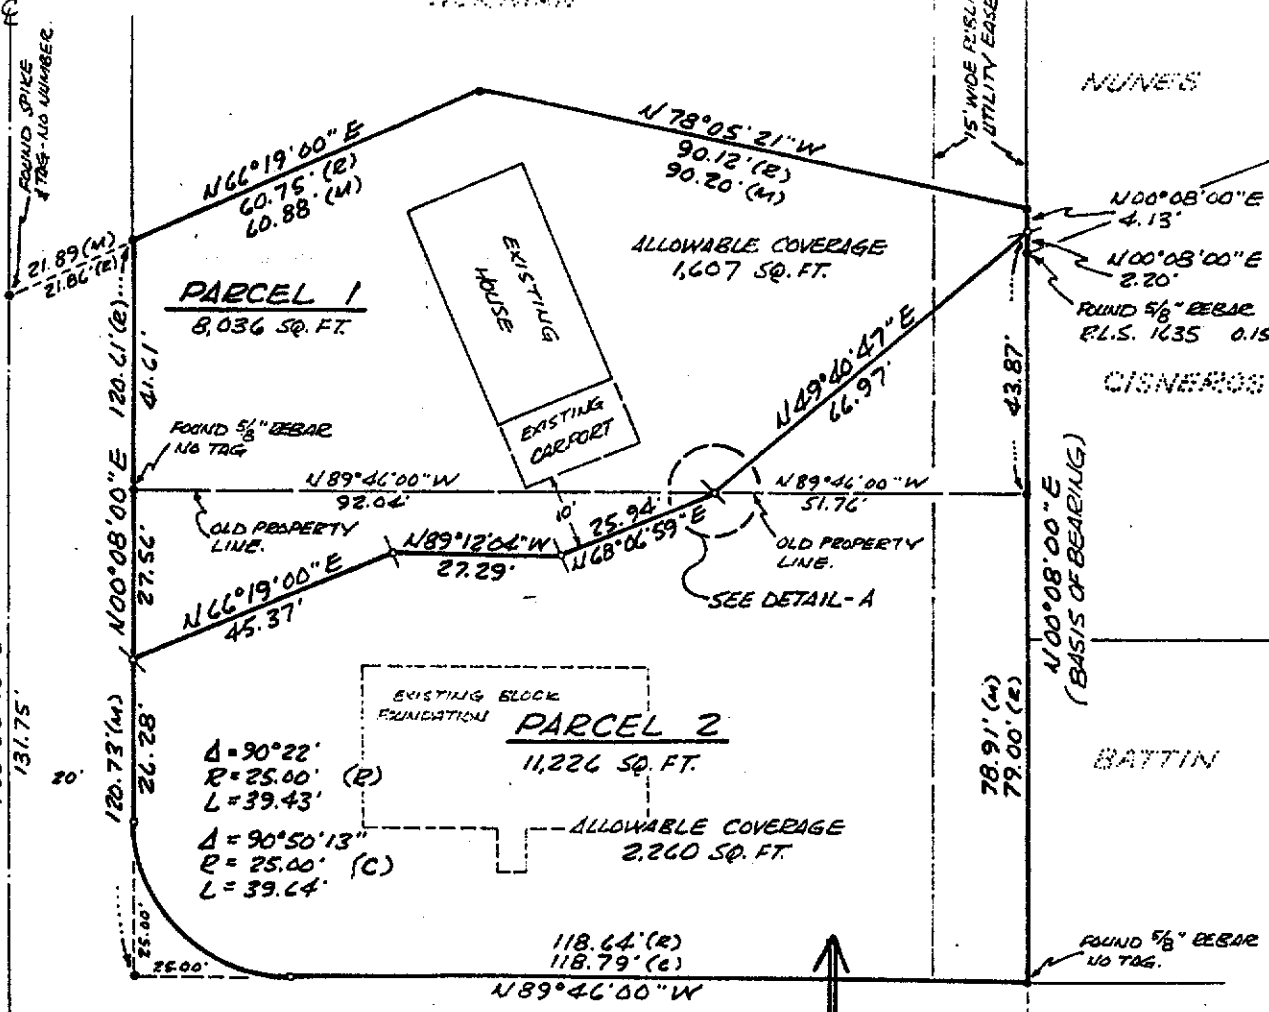 ℄
FOUND SPIKE
& TAG-NO NUMBER.
15' WIDE PUBLI
UTILITY EASE
NUNES
N 66°19'00" E
60.75' (R)
60.88' (M)
N 78°05'21" W
90.12' (R)
90.20' (M)
N00°08'00"E
4.13'
N00°08'00"E
2.20'
FOUND 5/8" REBAR
R.L.S. 1635 0.15
CISNEROS
21.89 (M)
21.86' (R)
PARCEL 1
8,036 SQ. FT.
EXISTING
HOUSE
ALLOWABLE COVERAGE
1,607 SQ. FT.
120.61' (R)
41.61'
FOUND 5/8" REBAR
NO TAG
EXISTING
CARPORT
N49°40'47" E
66.97'
43.87'
N89°46'00"W
92.04'
N89°46'00"W
51.76'
OLD PROPERTY
LINE.
10'
25.94'
N68°06'59"E
OLD PROPERTY
LINE.
N00°08'00"E
27.56'
N66°19'00"E
45.37'
N89°12'04"W
27.29'
SEE DETAIL-A
N00°08'00"E
(BASIS OF BEARING)
131.75'
20'
120.73' (M)
26.28'
EXISTING BLOCK
FOUNDATION
PARCEL 2
11,226 SQ. FT.
Δ = 90°22'
R = 25.00' (R)
L = 39.43'
Δ = 90°50'13"
R = 25.00' (C)
L = 39.64'
ALLOWABLE COVERAGE
2,260 SQ. FT.
78.91' (M)
79.00' (R)
BATTIN
25.00'
25.00'
118.64' (R)
118.79' (C)
N89°46'00"W
FOUND 5/8" REBAR
NO TAG.